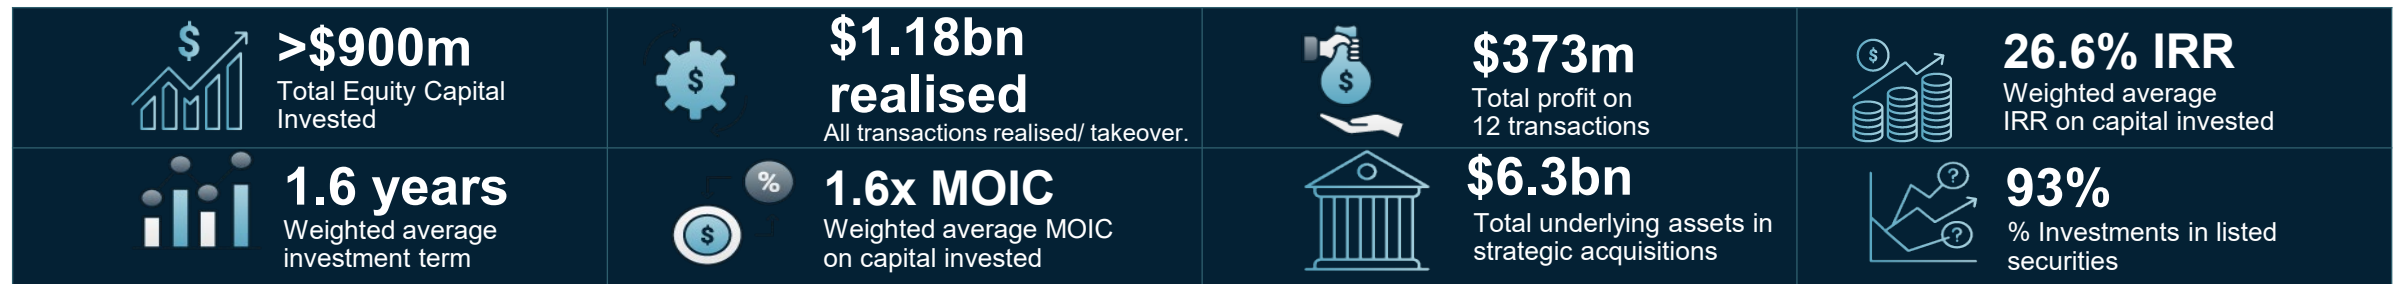 >$900m
Total Equity Capital
Invested
$
$1.18bn
realised
All transactions realised/ takeover.
$
$373m
Total profit on
12 transactions
$
$
26.6% IRR
Weighted average
IRR on capital invested
1.6 years
Weighted average
investment term
%
$
1.6x MOIC
Weighted average MOIC
on capital invested
$6.3bn
Total underlying assets in
strategic acquisitions
?
?
93%
% Investments in listed
securities